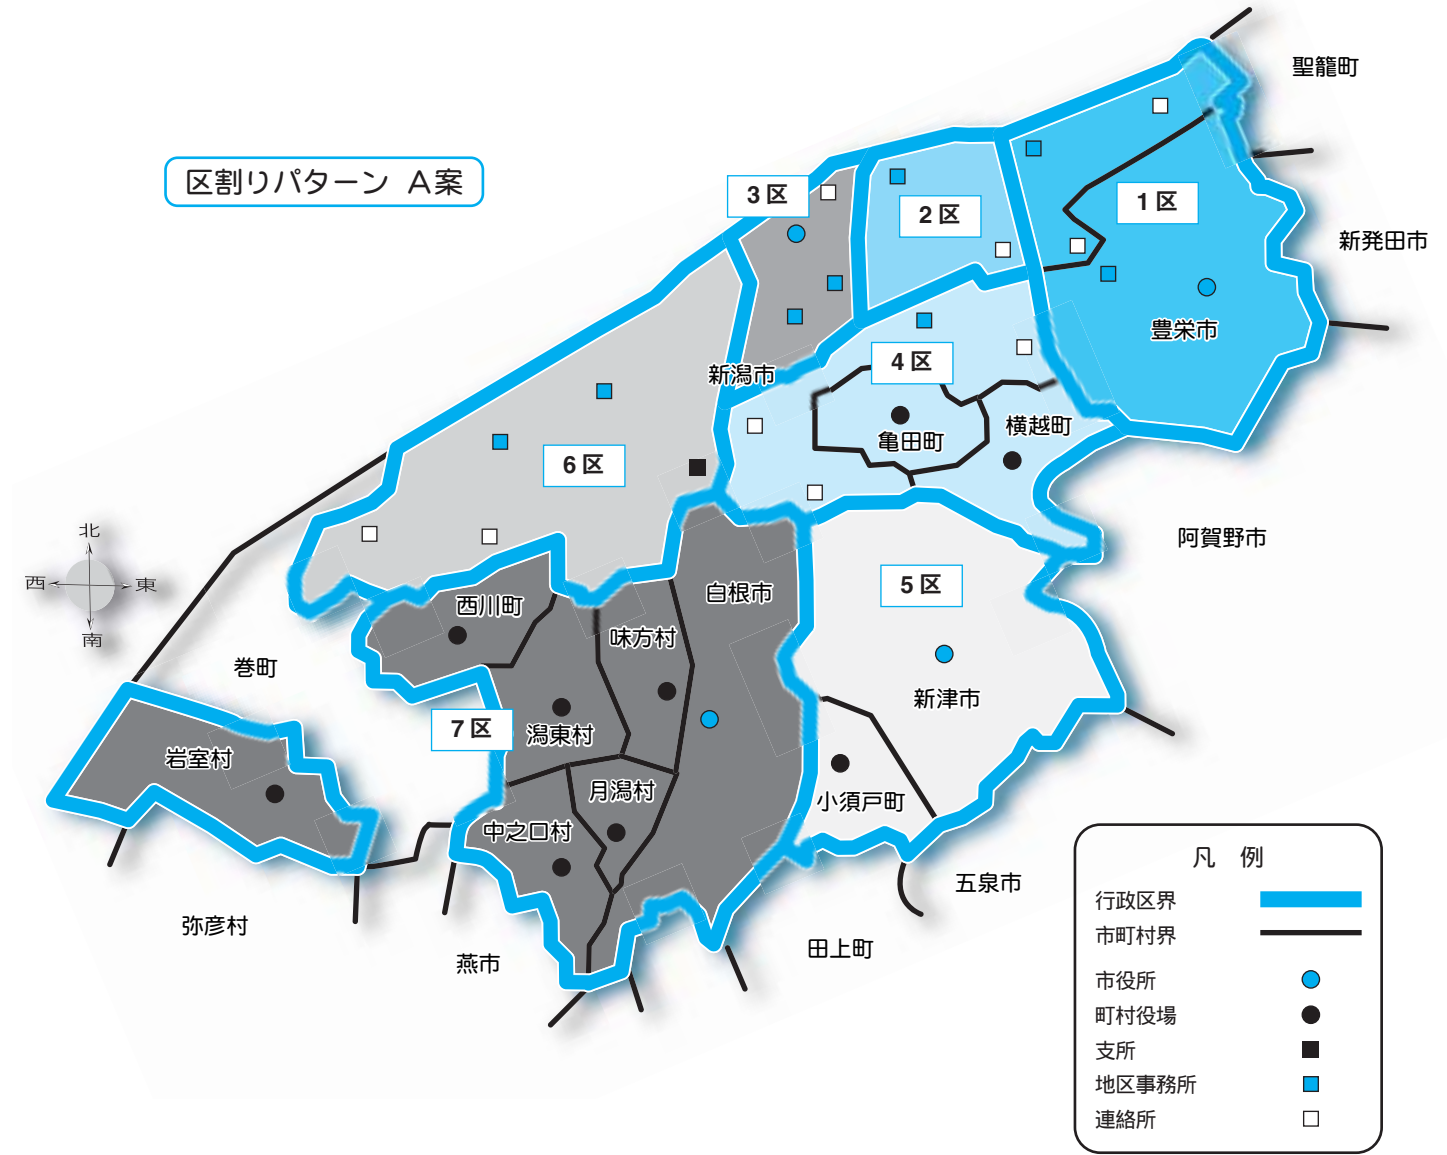 区割りパターン A案
聖籠町
3区
2区
1区
新発田市
豊栄市
新潟市
4区
横越町
亀田町
6区
北
西
東
南
阿賀野市
5区
白根市
西川町
味方村
巻町
新津市
7区
潟東村
岩室村
月潟村
小須戸町
中之口村
五泉市
弥彦村
田上町
燕市
凡 例
行政区界
市町村界
市役所
町村役場
支所
地区事務所
連絡所